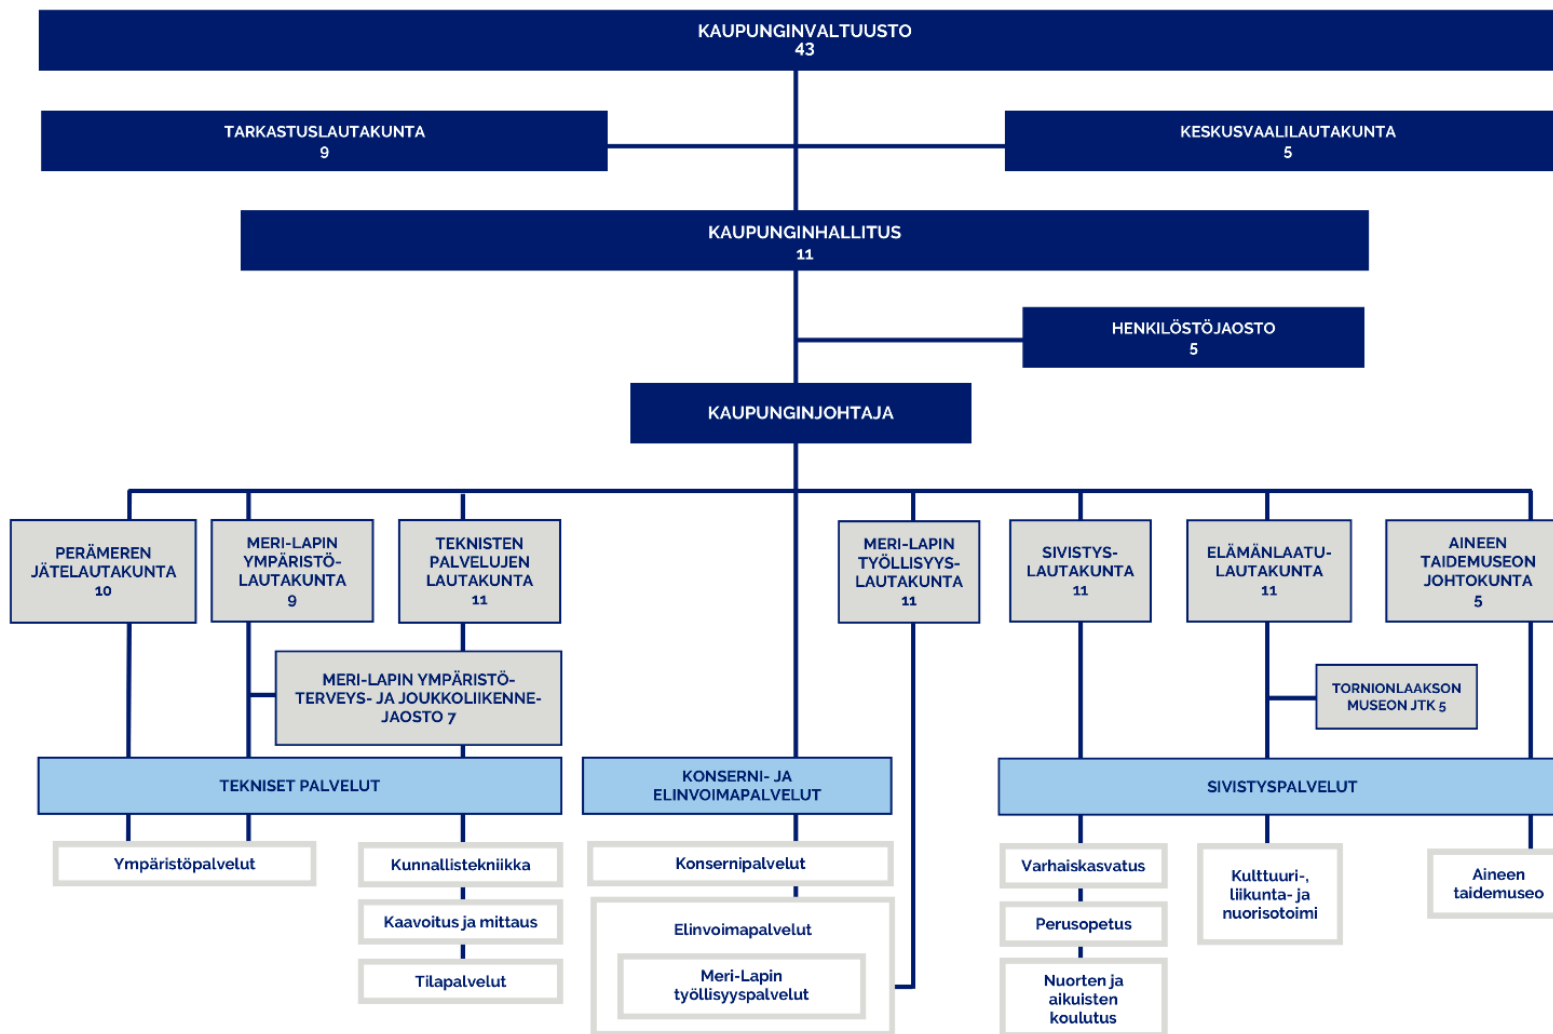 KAUPUNGINVALTUUSTO
43
TARKASTUSLAUTAKUNTA
9
KESKUSVAALILAUTAKUNTA
5
KAUPUNGINHALLITUS
11
HENKILÖSTÖJAOSTO
5
KAUPUNGINJOHTAJA
PERÄMEREN
JÄTELAUTAKUNTA
10
MERI-LAPIN
YMPÄRISTÖ-
LAUTAKUNTA
9
TEKNISTEN
PALVELUJEN
LAUTAKUNTA
11
MERI-LAPIN
TYÖLLISYYS-
LAUTAKUNTA
11
SIVISTYS-
LAUTAKUNTA
11
ELÄMÄNLAATU-
LAUTAKUNTA
11
AINEEN
TAIDEMUSEON
JOHTOKUNTA
5
MERI-LAPIN YMPÄRISTÖ-
TERVEYS- JA JOUKKOLIIKENNE-
JAOSTO 7
TORNIONLAAKSON
MUSEON JTK 5
TEKNISET PALVELUT
KONSERNI- JA
ELINVOIMAPALVELUT
SIVISTYSPALVELUT
Ympäristöpalvelut
Kunnallistekniikka
Kaavoitus ja mittaus
Tilapalvelut
Konsernipalvelut
Elinvoimapalvelut
Meri-Lapin
työllisyyspalvelut
Varhaiskasvatus
Perusopetus
Nuorten ja
aikuisten
koulutus
Kulttuuri-,
liikunta- ja
nuorisotoimi
Aineen
taidemuseo